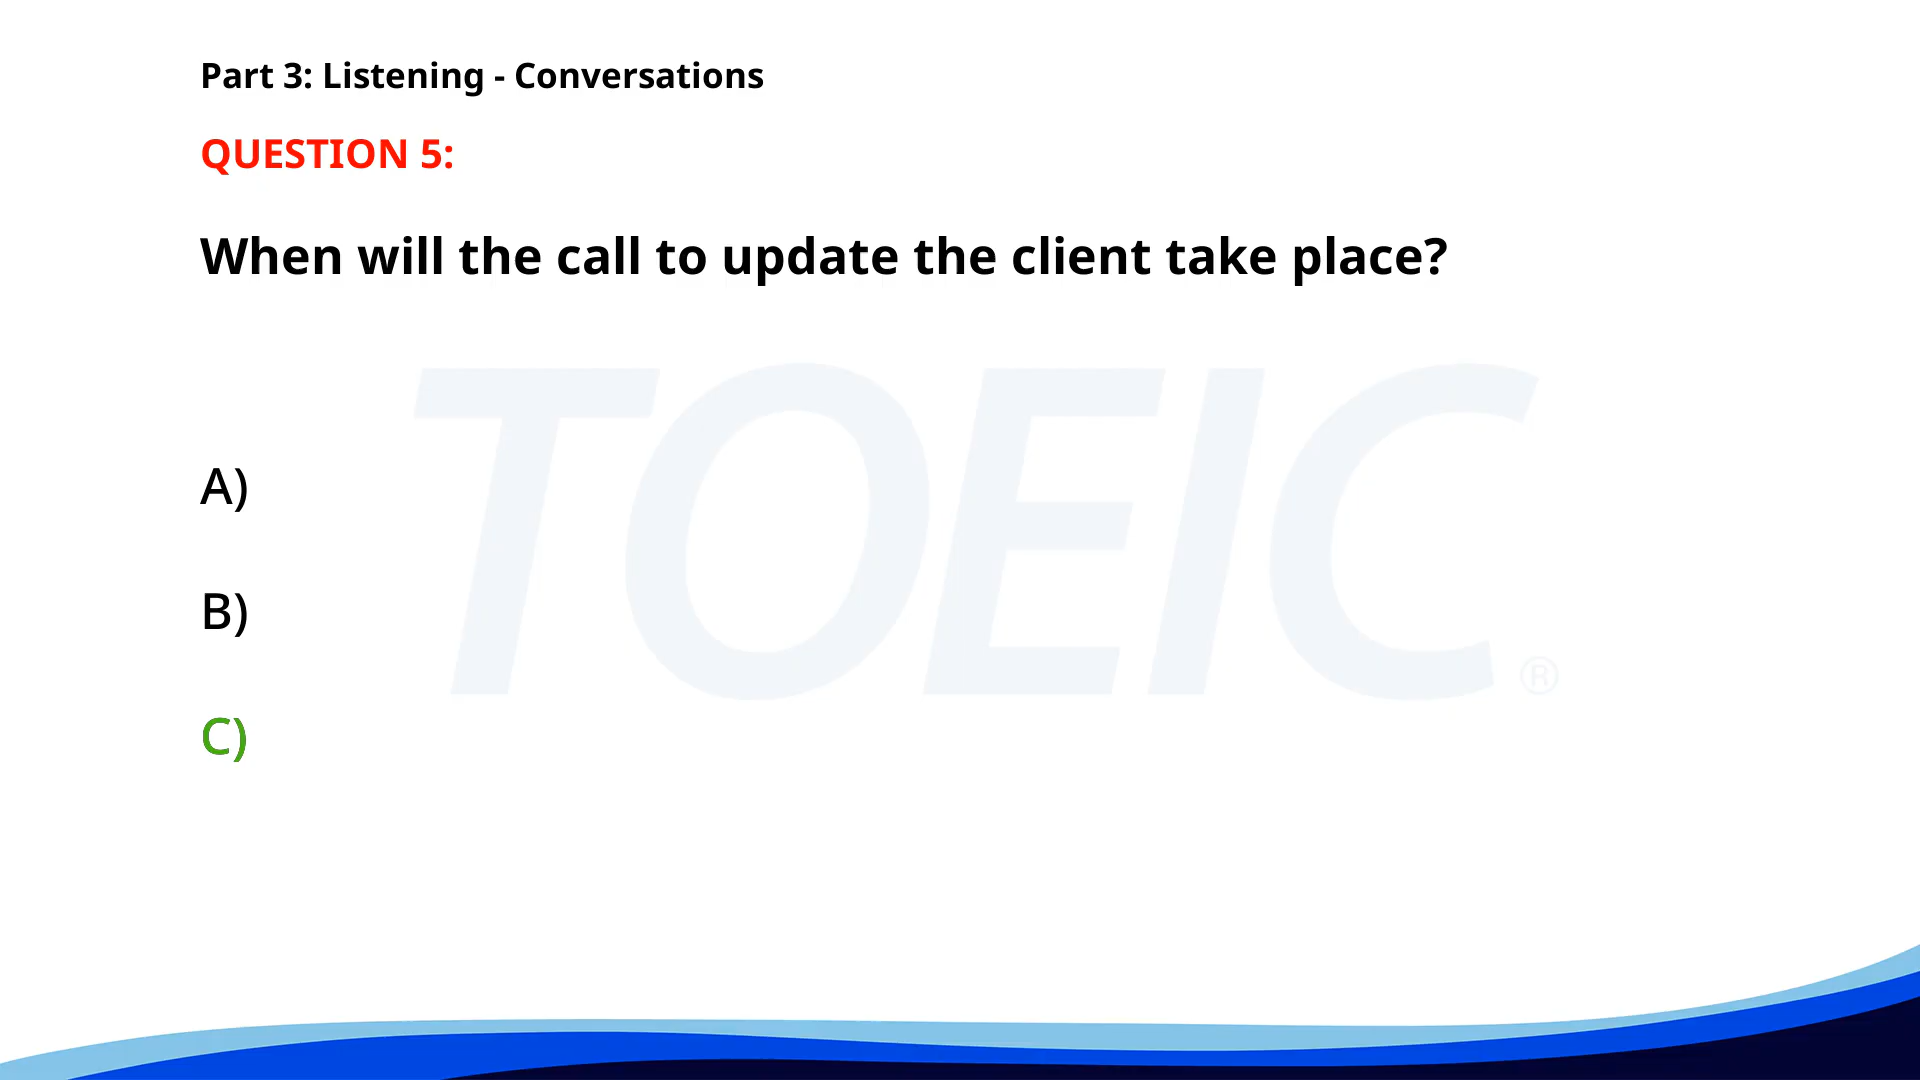 Part 3: Listening - Conversations
QUESTION 5:
When will the call to update the client take place?
TOEIC®
A)
B)
C)